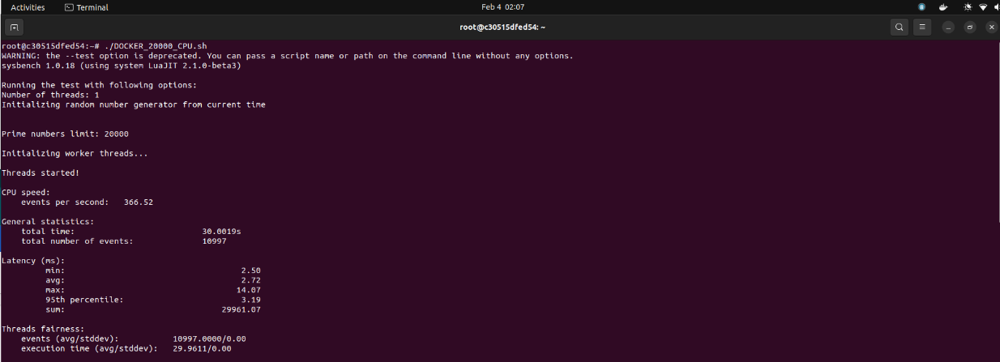 Activities
Terminal
Feb 4 02:07
root@c30515dfed54: ~
root@c30515dfed54:~# ./DOCKER_20000_CPU.sh
WARNING: the --test option is deprecated. You can pass a script name or path on the command line without any options.
sysbench 1.0.18 (using system LuaJIT 2.1.0-beta3)
Running the test with following options:
Number of threads: 1
Initializing random number generator from current time
Prime numbers limit: 20000
Initializing worker threads...
Threads started!
CPU speed:
events per second: 366.52
General statistics:
total time: 30.0019s
total number of events: 10997
Latency (ms):
min: 2.50
avg: 2.72
max: 14.07
95th percentile: 3.19
sum: 29961.07
Threads fairness:
events (avg/stddev): 10997.0000/0.00
execution time (avg/stddev): 29.9611/0.00